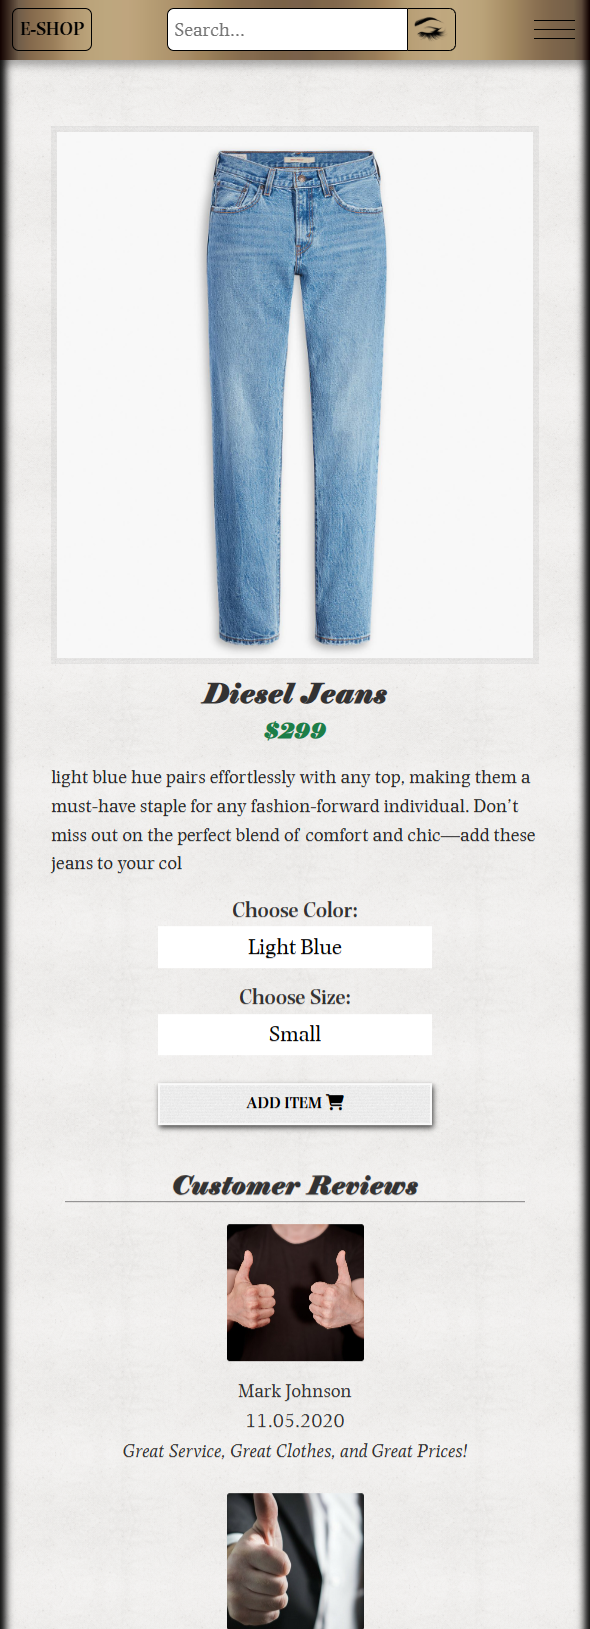 E-SHOP
Search...
Diesel Jeans
$299
light blue hue pairs effortlessly with any top, making them a
must-have staple for any fashion-forward individual. Don't
miss out on the perfect blend of comfort and chic—add these
jeans to your col
Choose Color:
Light Blue
Choose Size:
Small
ADD ITEM
Customer Reviews
Mark Johnson
11.05.2020
Great Service, Great Clothes, and Great Prices!